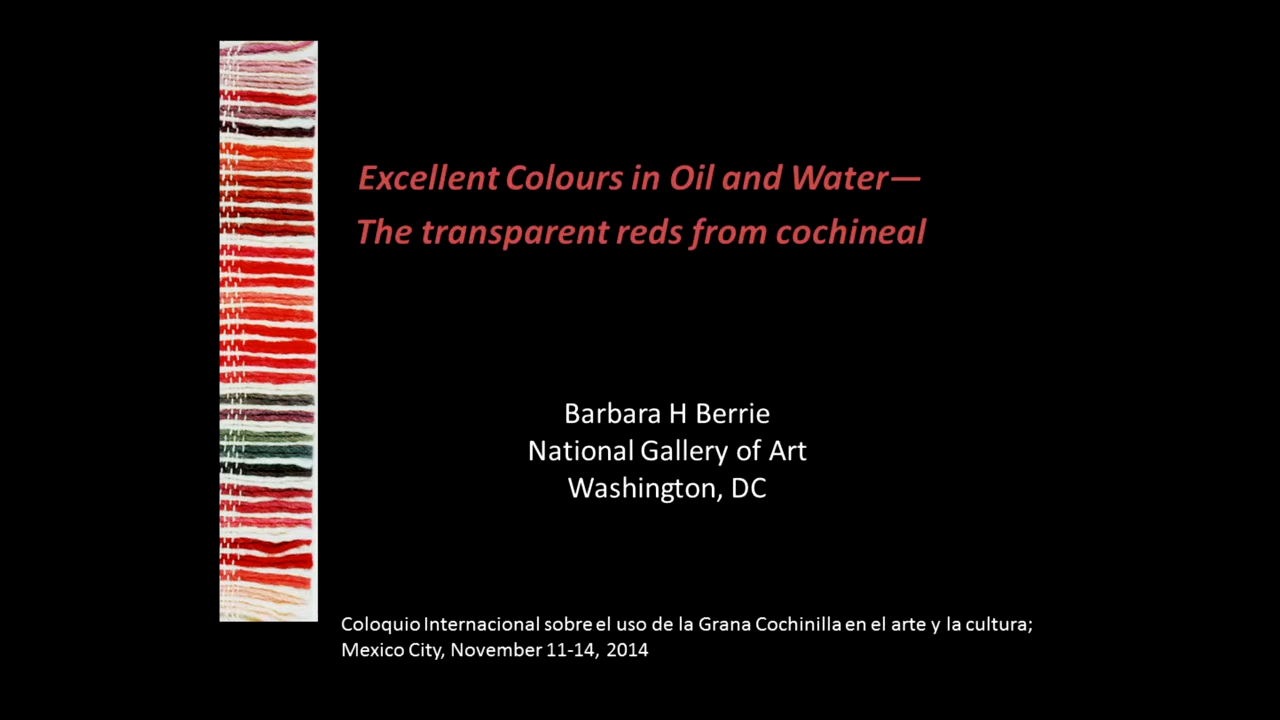 Excellent Colours in Oil and Water—
The transparent reds from cochineal
Barbara H Berrie
National Gallery of Art
Washington, DC
Coloquio Internacional sobre el uso de la Grana Cochinilla en el arte y la cultura;
Mexico City, November 11-14, 2014